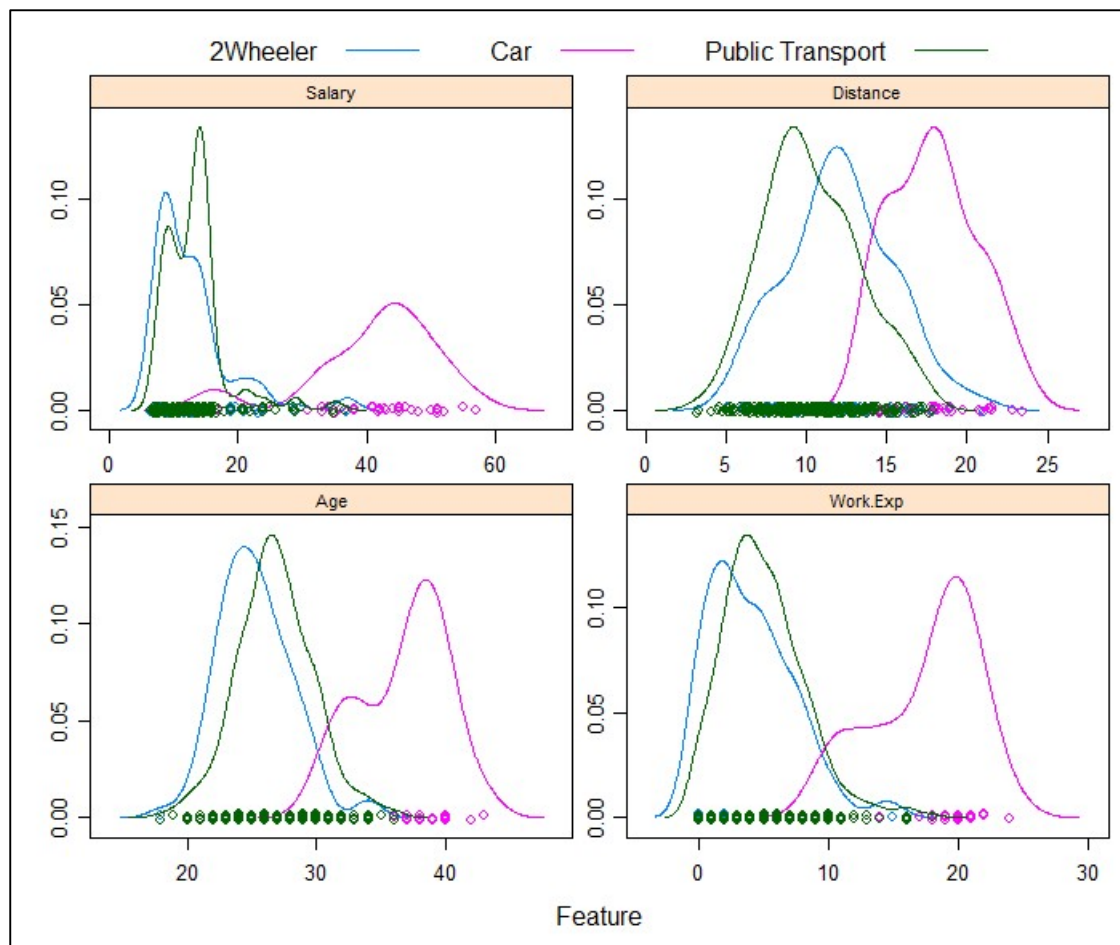 2Wheeler Car Public Transport
Salary Distance
0.10 0.10
0.05 0.05
0.00 0.00
0 20 40 60 0 5 10 15 20 25
Age Work.Exp
0.15
0.10 0.10
0.05 0.05
0.00 0.00
20 30 40 0 10 20 30
Feature